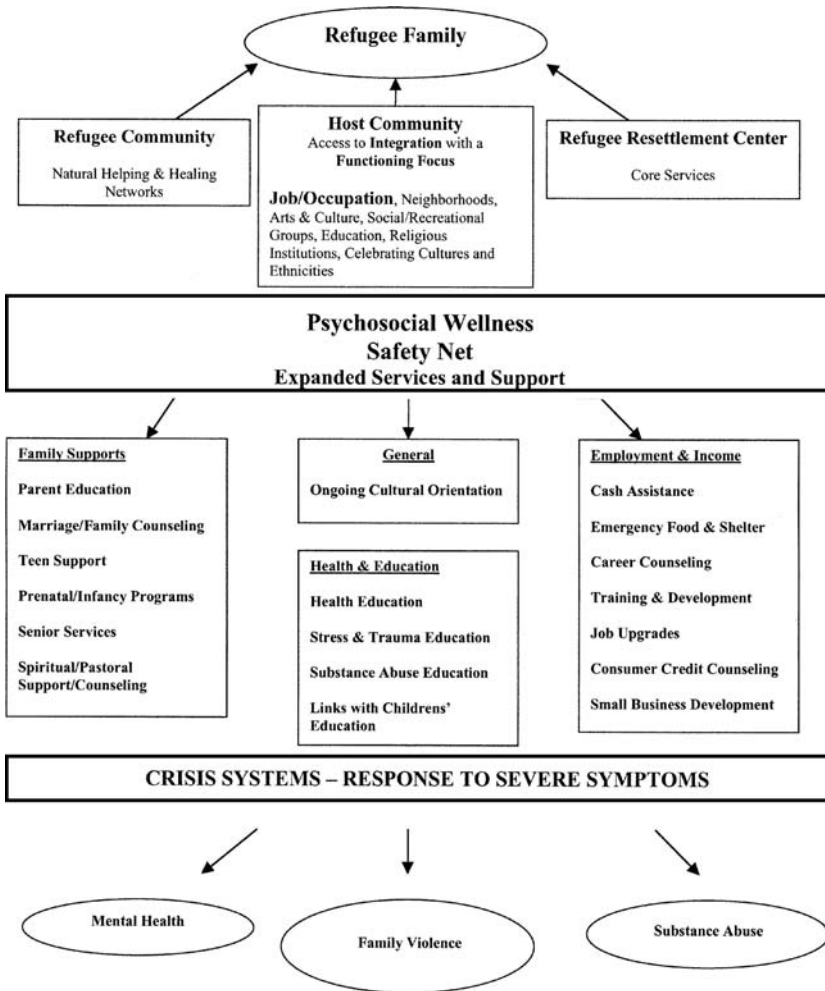 Refugee Family
Refugee Community
Natural Helping & Healing
Networks
Host Community
Access to Integration with a
Functioning Focus
Job/Occupation, Neighborhoods,
Arts & Culture, Social/Recreational
Groups, Education, Religious
Institutions, Celebrating Cultures and
Ethnicities
Refugee Resettlement Center
Core Services
Psychosocial Wellness
Safety Net
Expanded Services and Support
Family Supports
Parent Education
Marriage/Family Counseling
Teen Support
Prenatal/Infancy Programs
Senior Services
Spiritual/Pastoral
Support/Counseling
General
Ongoing Cultural Orientation
Health & Education
Health Education
Stress & Trauma Education
Substance Abuse Education
Links with Childrens'
Education
Employment & Income
Cash Assistance
Emergency Food & Shelter
Career Counseling
Training & Development
Job Upgrades
Consumer Credit Counseling
Small Business Development
CRISIS SYSTEMS – RESPONSE TO SEVERE SYMPTOMS
Mental Health
Family Violence
Substance Abuse